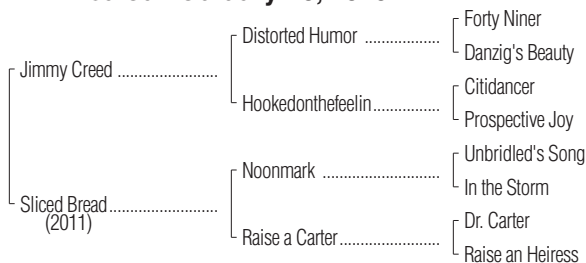 Forty Niner
Distorted Humor ..................
Danzig's Beauty
Jimmy Creed ........................
Citidancer
Hookedonthefeelin................
Prospective Joy
Unbridled's Song
Noonmark ...........................
In the Storm
Sliced Bread..........................
(2011)
Dr. Carter
Raise a Carter.......................
Raise an Heiress